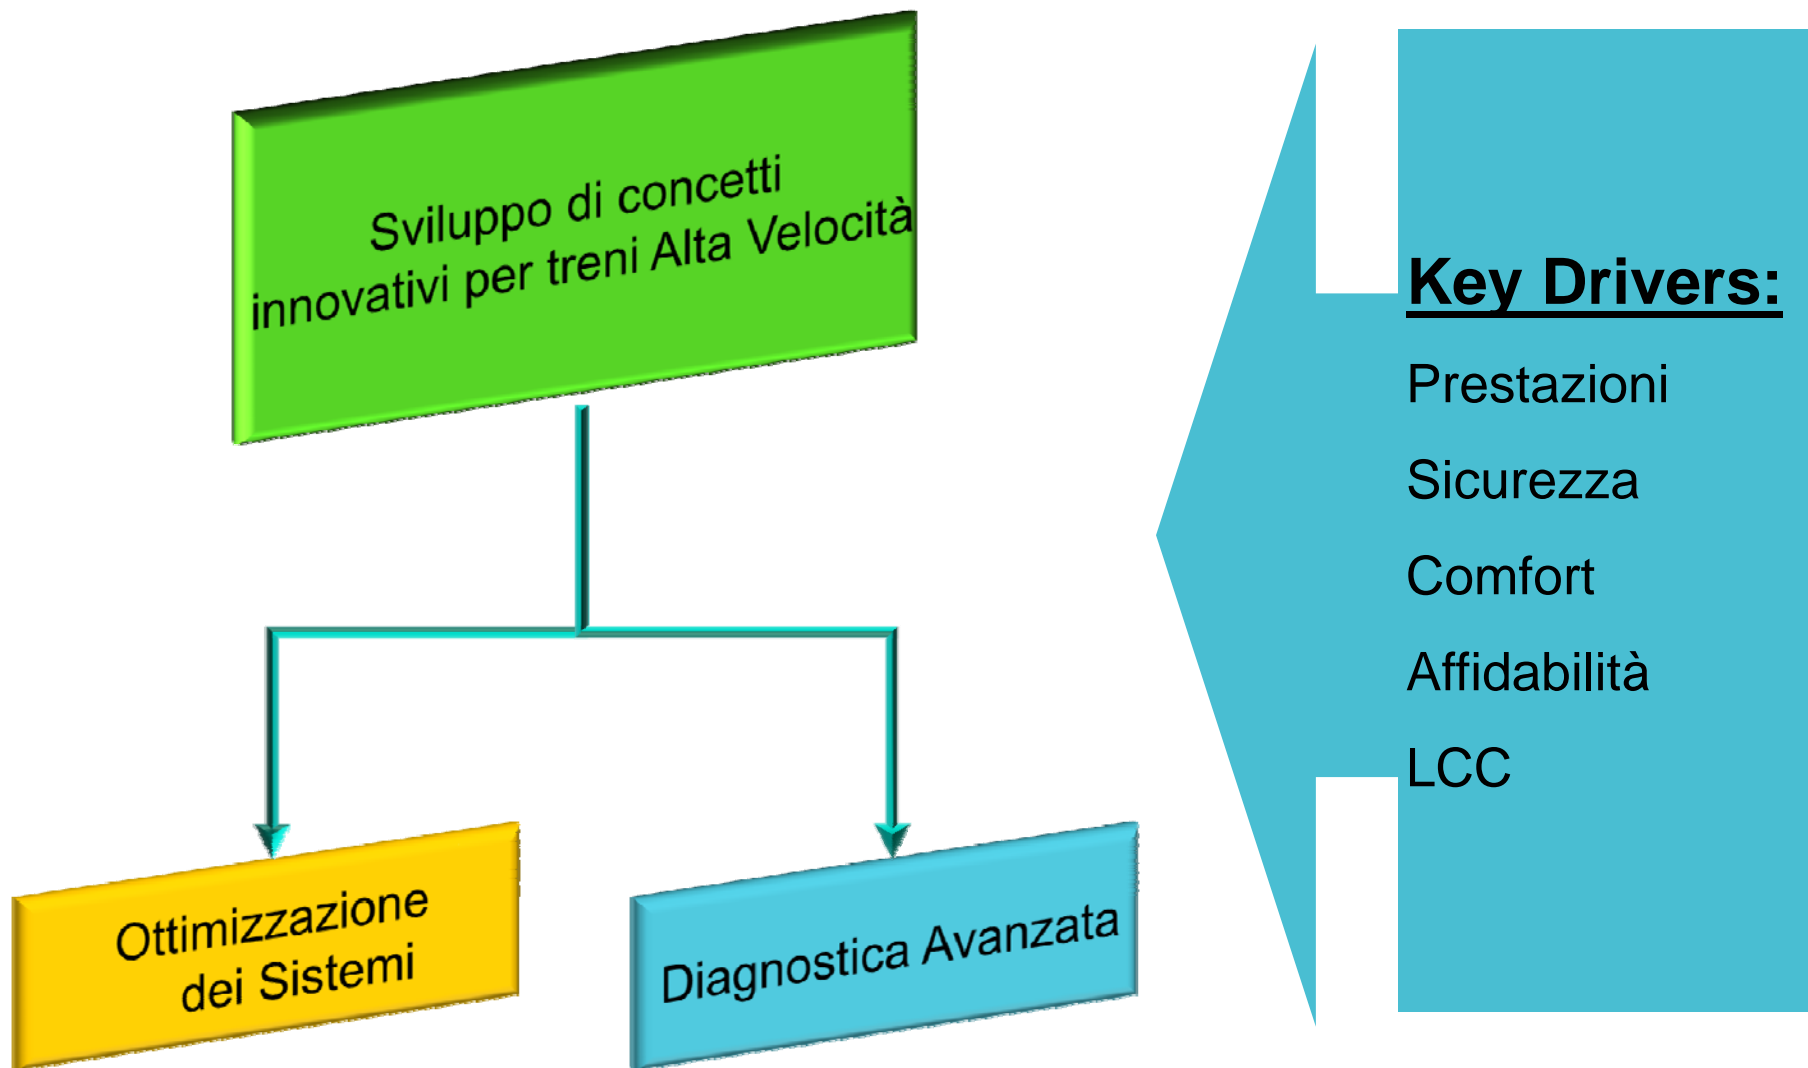 Sviluppo di concetti
innovativi per treni Alta Velocità
Ottimizzazione
dei Sistemi
Diagnostica Avanzata
Key Drivers:
Prestazioni
Sicurezza
Comfort
Affidabilità
LCC